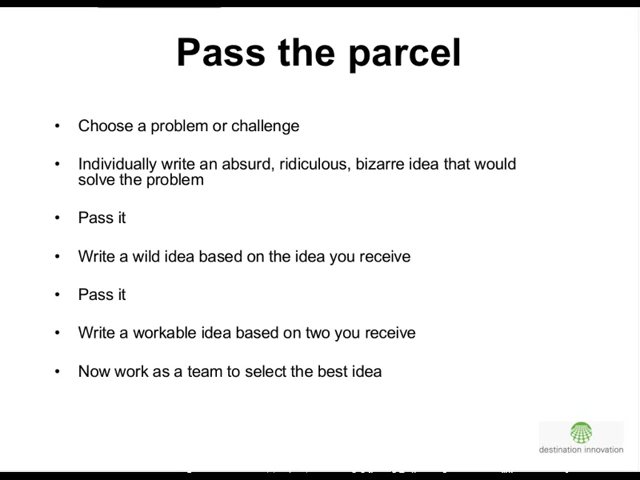 Pass the parcel
• Choose a problem or challenge
• Individually write an absurd, ridiculous, bizarre idea that would
solve the problem
• Pass it
• Write a wild idea based on the idea you receive
• Pass it
• Write a workable idea based on two you receive
• Now work as a team to select the best idea
destination innovation